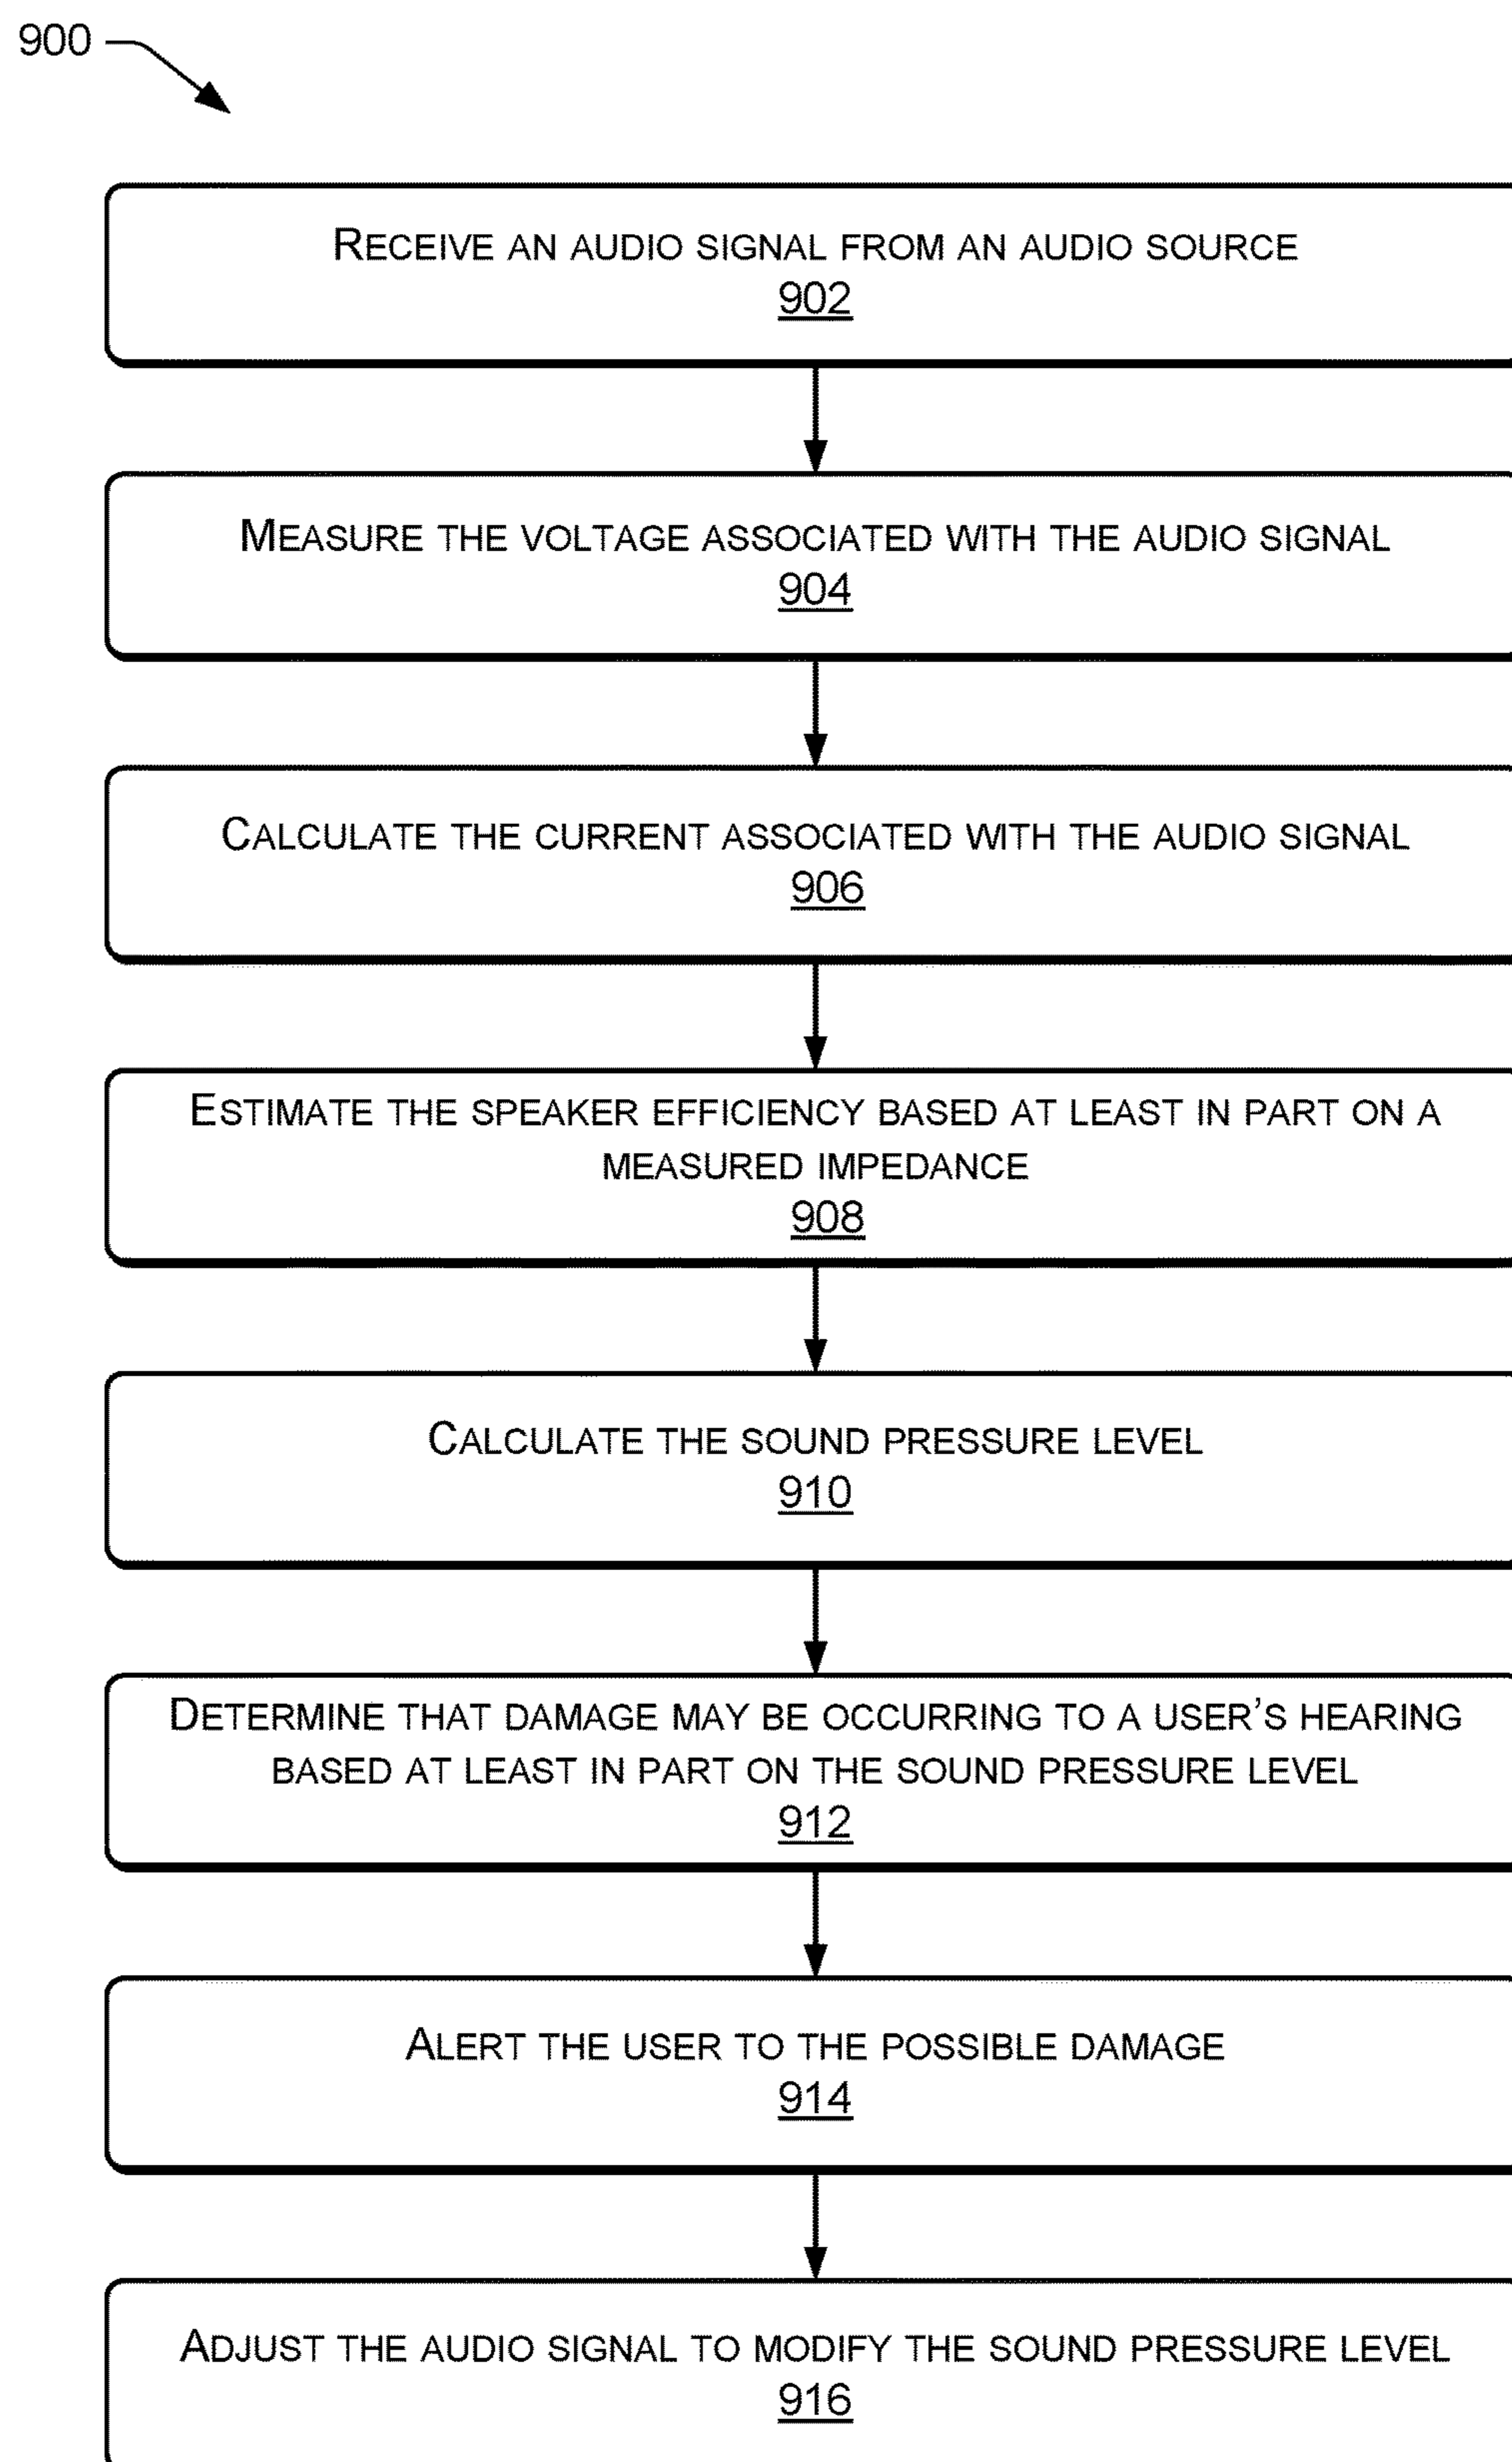 900
RECEIVE AN AUDIO SIGNAL FROM AN AUDIO SOURCE
902
MEASURE THE VOLTAGE ASSOCIATED WITH THE AUDIO SIGNAL
904
CALCULATE THE CURRENT ASSOCIATED WITH THE AUDIO SIGNAL
906
ESTIMATE THE SPEAKER EFFICIENCY BASED AT LEAST IN PART ON A
MEASURED IMPEDANCE
908
CALCULATE THE SOUND PRESSURE LEVEL
910
DETERMINE THAT DAMAGE MAY BE OCCURRING TO A USER'S HEARING
BASED AT LEAST IN PART ON THE SOUND PRESSURE LEVEL
912
ALERT THE USER TO THE POSSIBLE DAMAGE
914
ADJUST THE AUDIO SIGNAL TO MODIFY THE SOUND PRESSURE LEVEL
916